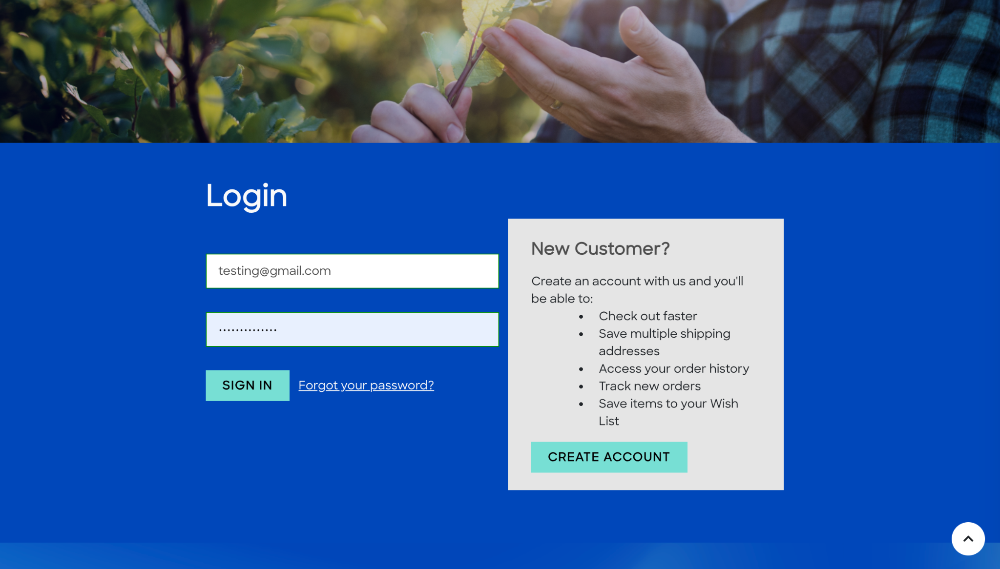 Login
testing@gmail.com
..............
SIGN IN
Forgot your password?
New Customer?
Create an account with us and you'll
be able to:
• Check out faster
• Save multiple shipping
addresses
• Access your order history
• Track new orders
• Save items to your Wish
List
CREATE ACCOUNT